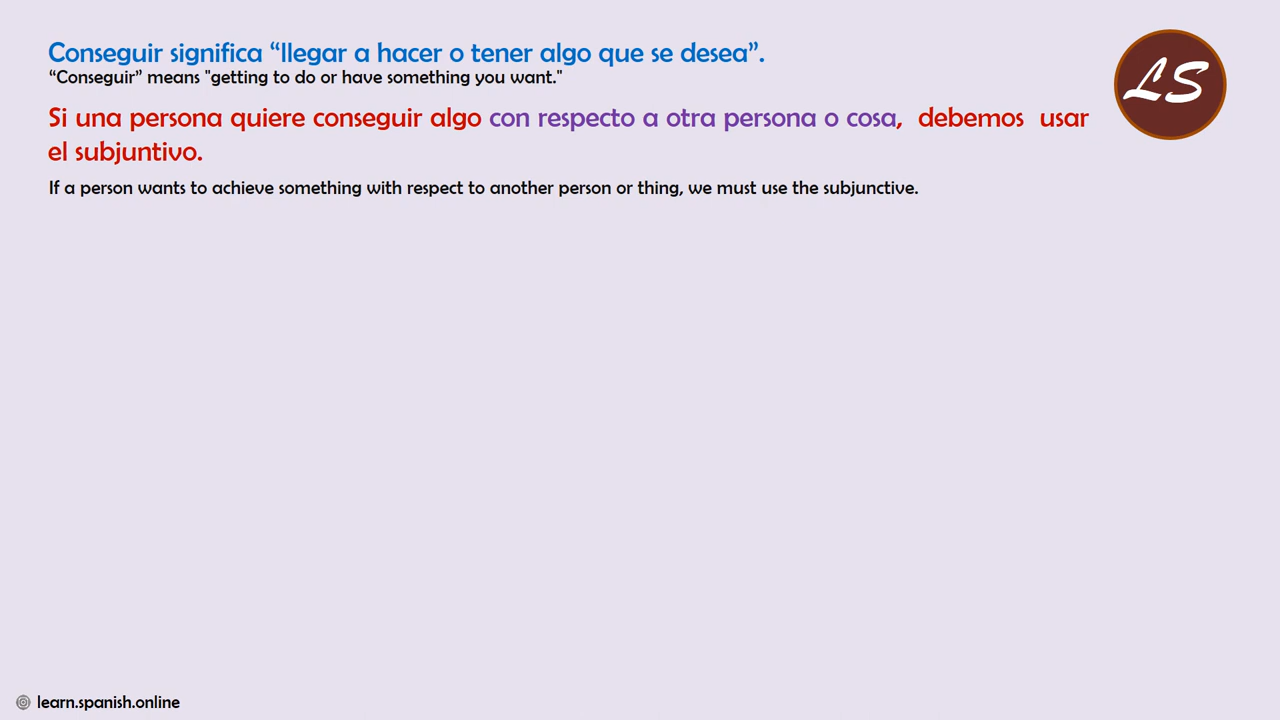 Conseguir significa “llegar a hacer o tener algo que se desea”.
“Conseguir” means "getting to do or have something you want."
Si una persona quiere conseguir algo con respecto a otra persona o cosa, debemos usar
el subjuntivo.
If a person wants to achieve something with respect to another person or thing, we must use the subjunctive.
LS
learn.spanish.online